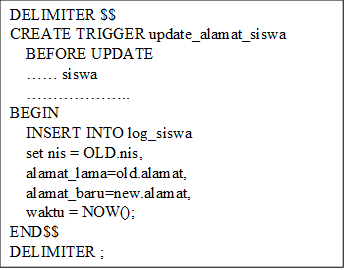 DELIMITER $$
CREATE TRIGGER update_alamat_siswa
BEFORE UPDATE
…… siswa
………………..
BEGIN
INSERT INTO log_siswa
set nis = OLD.nis,
alamat_lama=old.alamat,
alamat_baru=new.alamat,
waktu = NOW();
END$$
DELIMITER ;